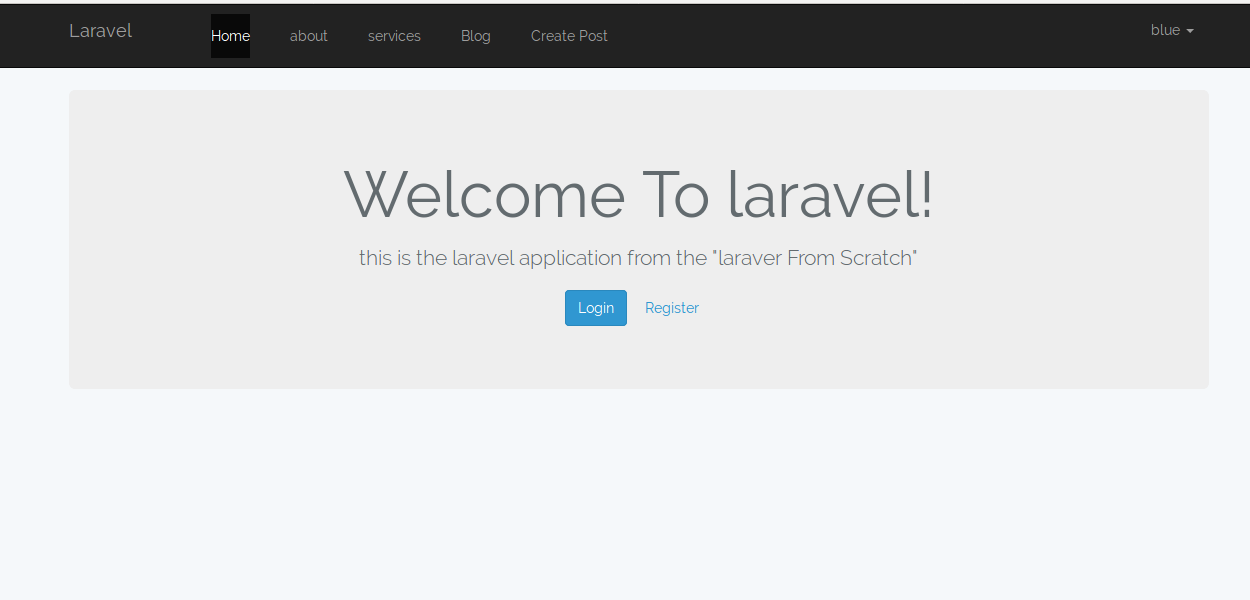 Laravel Home about services Blog Create Post blue
Welcome To laravel!
this is the laravel application from the "laraver From Scratch"
Login Register